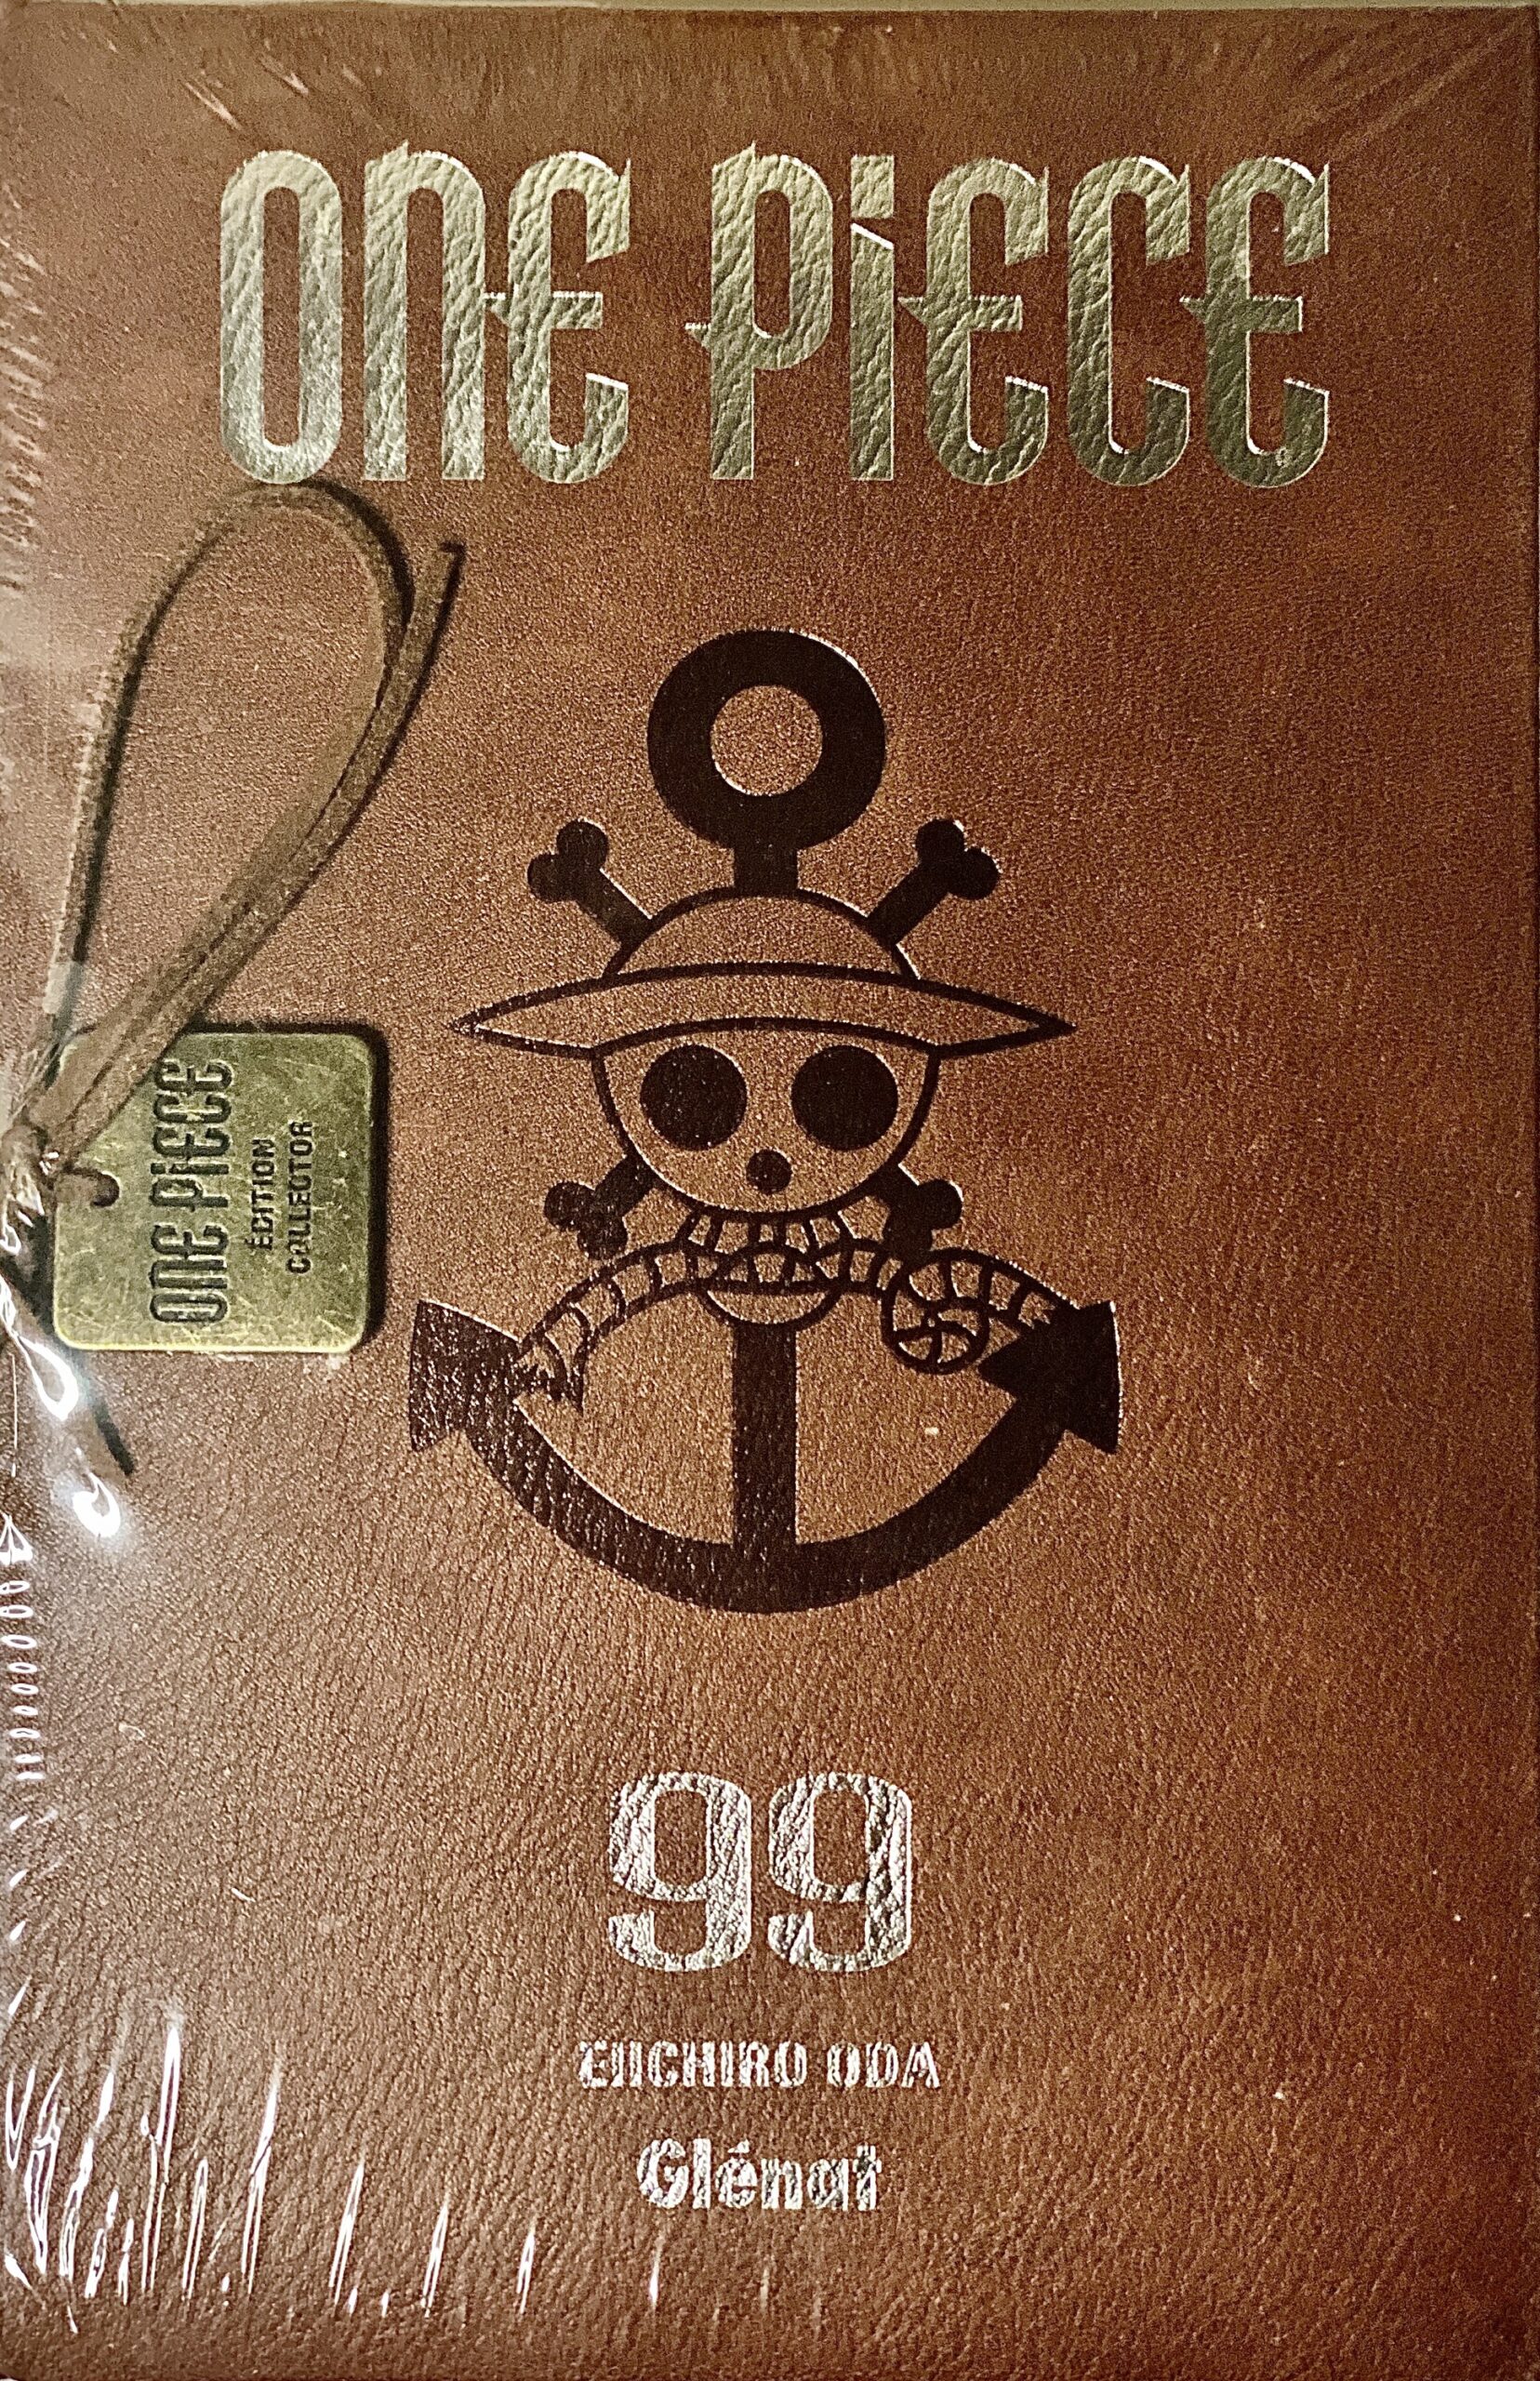 ONE PiECE
ONE PiECE
ÉDITION
COLLECTOR
99
EIICHIRO ODA
Glénat